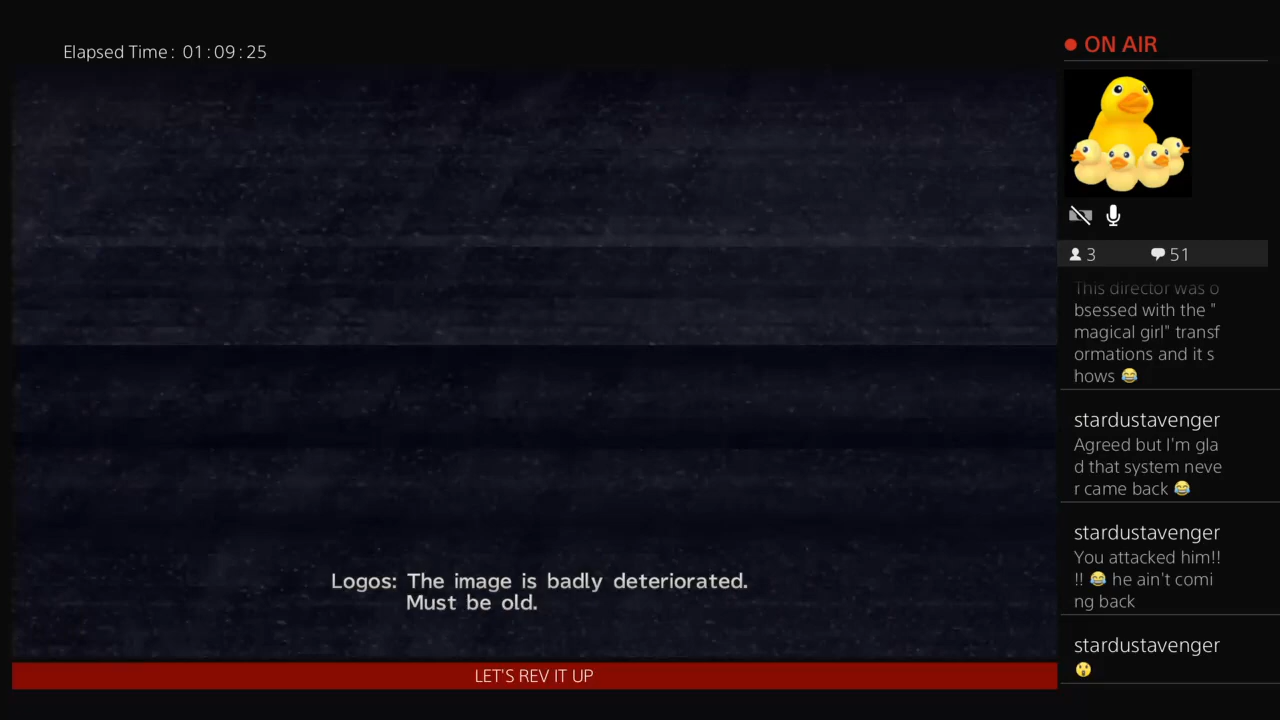 Elapsed Time: 01:09:25
ON AIR
3
51
This director was o
bsessed with the "
magical girl" transf
ormations and it s
hows 😂
stardustavenger
Agreed but I'm gla
d that system neve
r came back 😂
stardustavenger
You attacked him!!
!! 😂 he ain't comi
ng back
stardustavenger
😲
Logos: The image is badly deteriorated.
Must be old.
LET'S REV IT UP